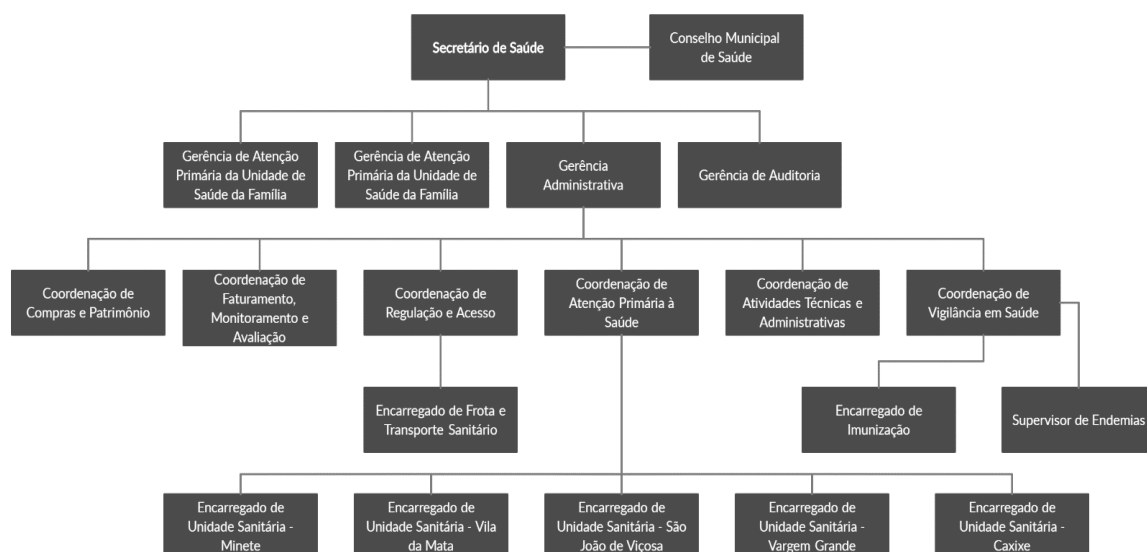 Secretário de Saúde
Conselho Municipal
de Saúde
Gerência de Atenção
Primária da Unidade de
Saúde da Família
Gerência de Atenção
Primária da Unidade de
Saúde da Família
Gerência
Administrativa
Gerência de Auditoria
Coordenação de
Compras e Patrimônio
Coordenação de
Faturamento,
Monitoramento e
Avaliação
Coordenação de
Regulação e Acesso
Coordenação de
Atenção Primária à
Saúde
Coordenação de
Atividades Técnicas e
Administrativas
Coordenação de
Vigilância em Saúde
Encarregado de Frota e
Transporte Sanitário
Encarregado de
Imunização
Supervisor de Endemias
Encarregado de
Unidade Sanitária -
Minete
Encarregado de
Unidade Sanitária - Vila
da Mata
Encarregado de
Unidade Sanitária - São
João de Viçosa
Encarregado de
Unidade Sanitária -
Vargem Grande
Encarregado de
Unidade Sanitária -
Caxixe